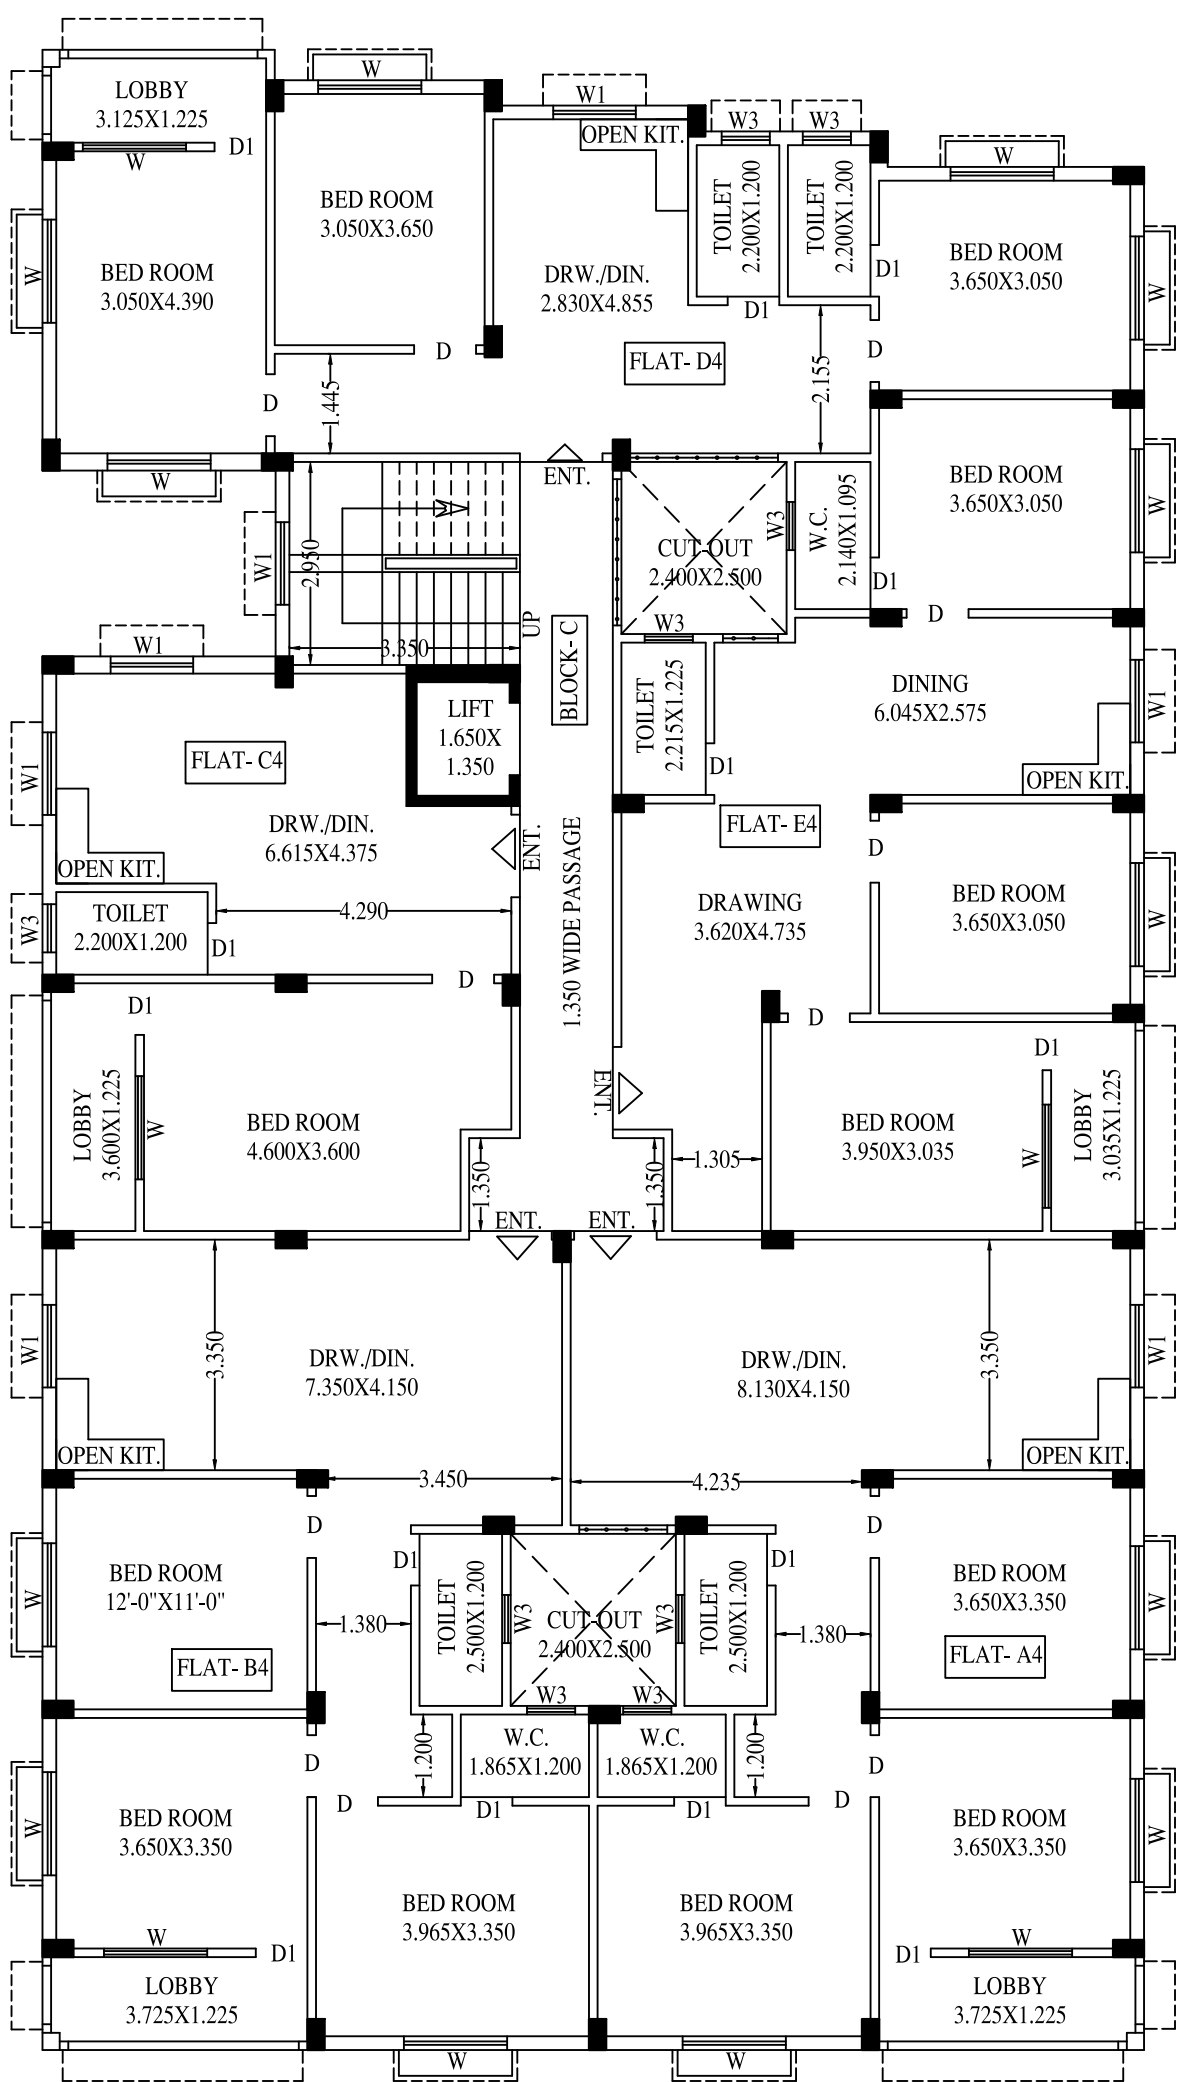 LOBBY
3.125X1.225
W
D1
W
BED ROOM
3.050X3.650
W1
OPEN KIT.
W3
W3
TOILET
2.200X1.200
TOILET
2.200X1.200
W
W
BED ROOM
3.050X4.390
DRW./DIN.
2.830X4.855
D1
D1
BED ROOM
3.650X3.050
W
D
FLAT- D4
D
D
1.445
2.155
W
ENT.
BED ROOM
3.650X3.050
W
W1
2.950
3.350
UP
CUT-OUT
2.400X2.500
W3
W3
W.C.
2.140X1.095
D1
D
BLOCK- C
W1
FLAT- C4
W1
LIFT
1.650X
1.350
TOILET
2.215X1.225
D1
DINING
6.045X2.575
W1
OPEN KIT.
DRW./DIN.
6.615X4.375
OPEN KIT.
ENT.
FLAT- E4
D
W3
TOILET
2.200X1.200
D1
4.290
D
1.350 WIDE PASSAGE
DRAWING
3.620X4.735
BED ROOM
3.650X3.050
W
D1
D
LOBBY
3.600X1.225
W
BED ROOM
4.600X3.600
ENT.
BED ROOM
3.950X3.035
D1
W
LOBBY
3.035X1.225
1.350
1.350
1.305
ENT.
ENT.
W1
3.350
DRW./DIN.
7.350X4.150
DRW./DIN.
8.130X4.150
3.350
W1
OPEN KIT.
OPEN KIT.
3.450
4.235
D
D
W
BED ROOM
12'-0"X11'-0"
D1
TOILET
2.500X1.200
W3
CUT-OUT
2.400X2.500
W3
TOILET
2.500X1.200
D1
BED ROOM
3.650X3.350
W
1.380
1.380
FLAT- B4
FLAT- A4
W3
W3
1.200
W.C.
1.865X1.200
W.C.
1.865X1.200
1.200
D
D
D
D1
D1
D
W
BED ROOM
3.650X3.350
BED ROOM
3.965X3.350
BED ROOM
3.965X3.350
BED ROOM
3.650X3.350
W
W
D1
D1
W
LOBBY
3.725X1.225
LOBBY
3.725X1.225
W
W